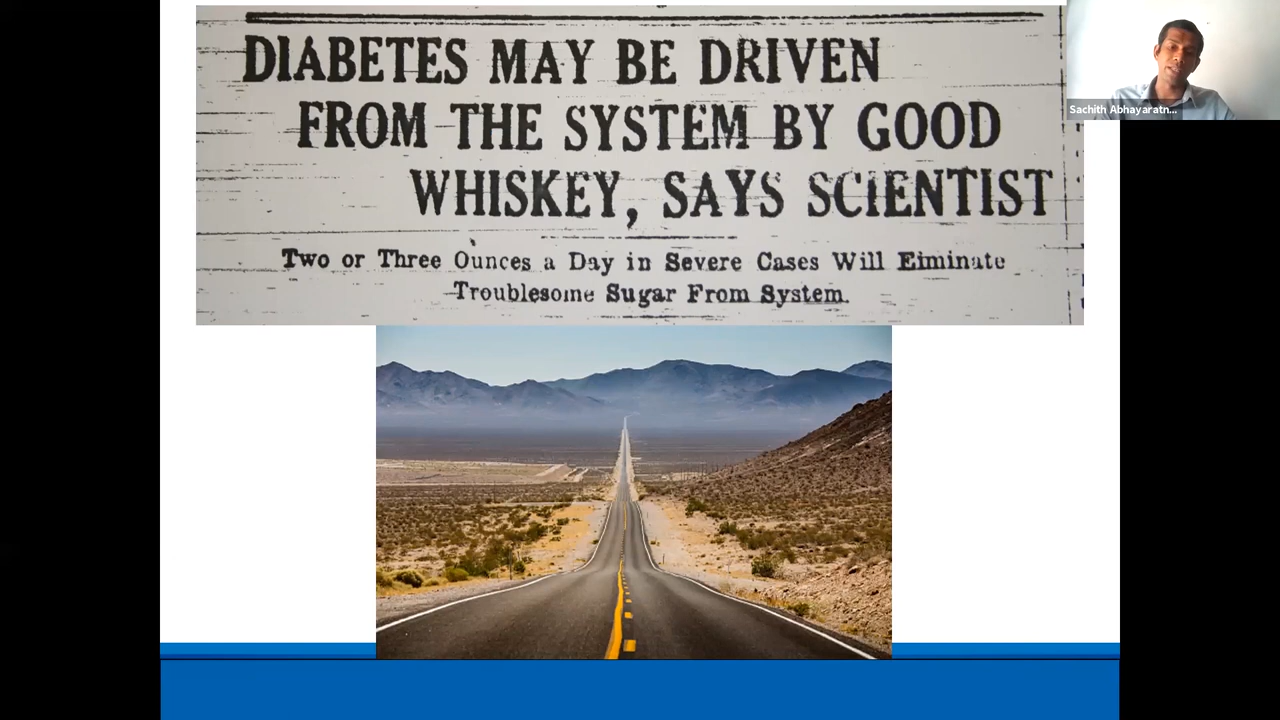 DIABETES MAY BE DRIVEN
FROM THE SYSTEM BY GOOD
WHISKEY, SAYS SCIENTIST
Two or Three Ounces a Day in Severe Cases Will Eiminate
Troublesome Sugar From System.
Sachith Abhayaratn...